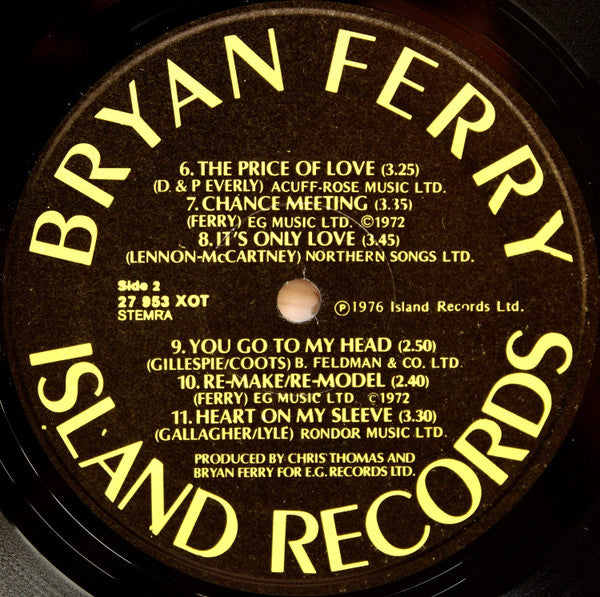 BRYAN FERRY
6. THE PRICE OF LOVE (3.25)
(D. & P EVERLY) ACUFF-ROSE MUSIC LTD.
7. CHANCE MEETING (3.35)
(FERRY) EG MUSIC LTD. ©1972
8. IT'S ONLY LOVE (3.45)
(LENNON-McCARTNEY) NORTHERN SONGS LTD.
Side 2
27 953 XOT
STEMRA
℗1976 Island Records Ltd.
9. YOU GO TO MY HEAD (2.50)
(GILLESPIE/COOTS) B. FELDMAN & CO. LTD.
10. RE-MAKE/RE-MODEL (2.40)
(FERRY) EG MUSIC LTD. ©1972
11. HEART ON MY SLEEVE (3.30)
(GALLAGHER/LYLE) RONDOR MUSIC LTD.
PRODUCED BY CHRIS THOMAS AND
BRYAN FERRY FOR E.G. RECORDS LTD.
ISLAND RECORDS